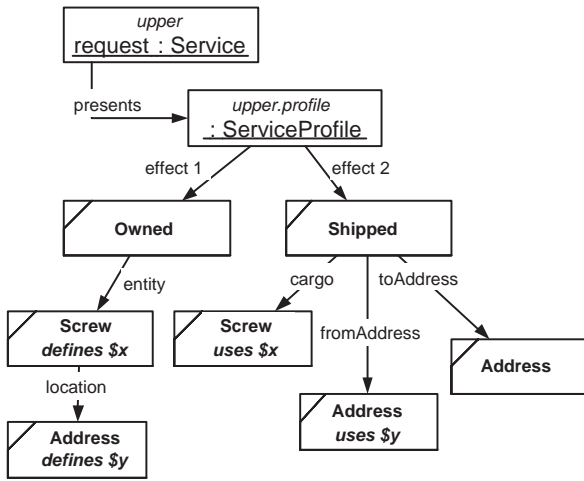 upper
request : Service
presents
upper.profile
: ServiceProfile
effect 1
effect 2
Owned
Shipped
entity
cargo
toAddress
Screw
defines $x
Screw
uses $x
fromAddress
Address
location
Address
defines $y
Address
uses $y